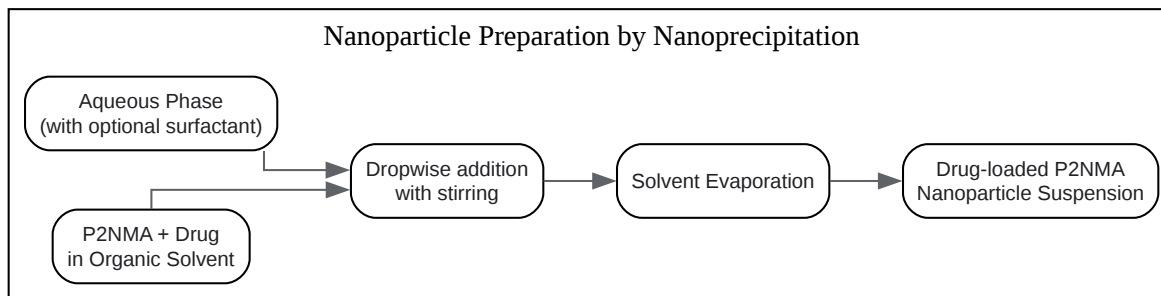 Nanoparticle Preparation by Nanoprecipitation
Aqueous Phase
(with optional surfactant)
P2NMA + Drug
in Organic Solvent
Dropwise addition
with stirring
Solvent Evaporation
Drug-loaded P2NMA
Nanoparticle Suspension